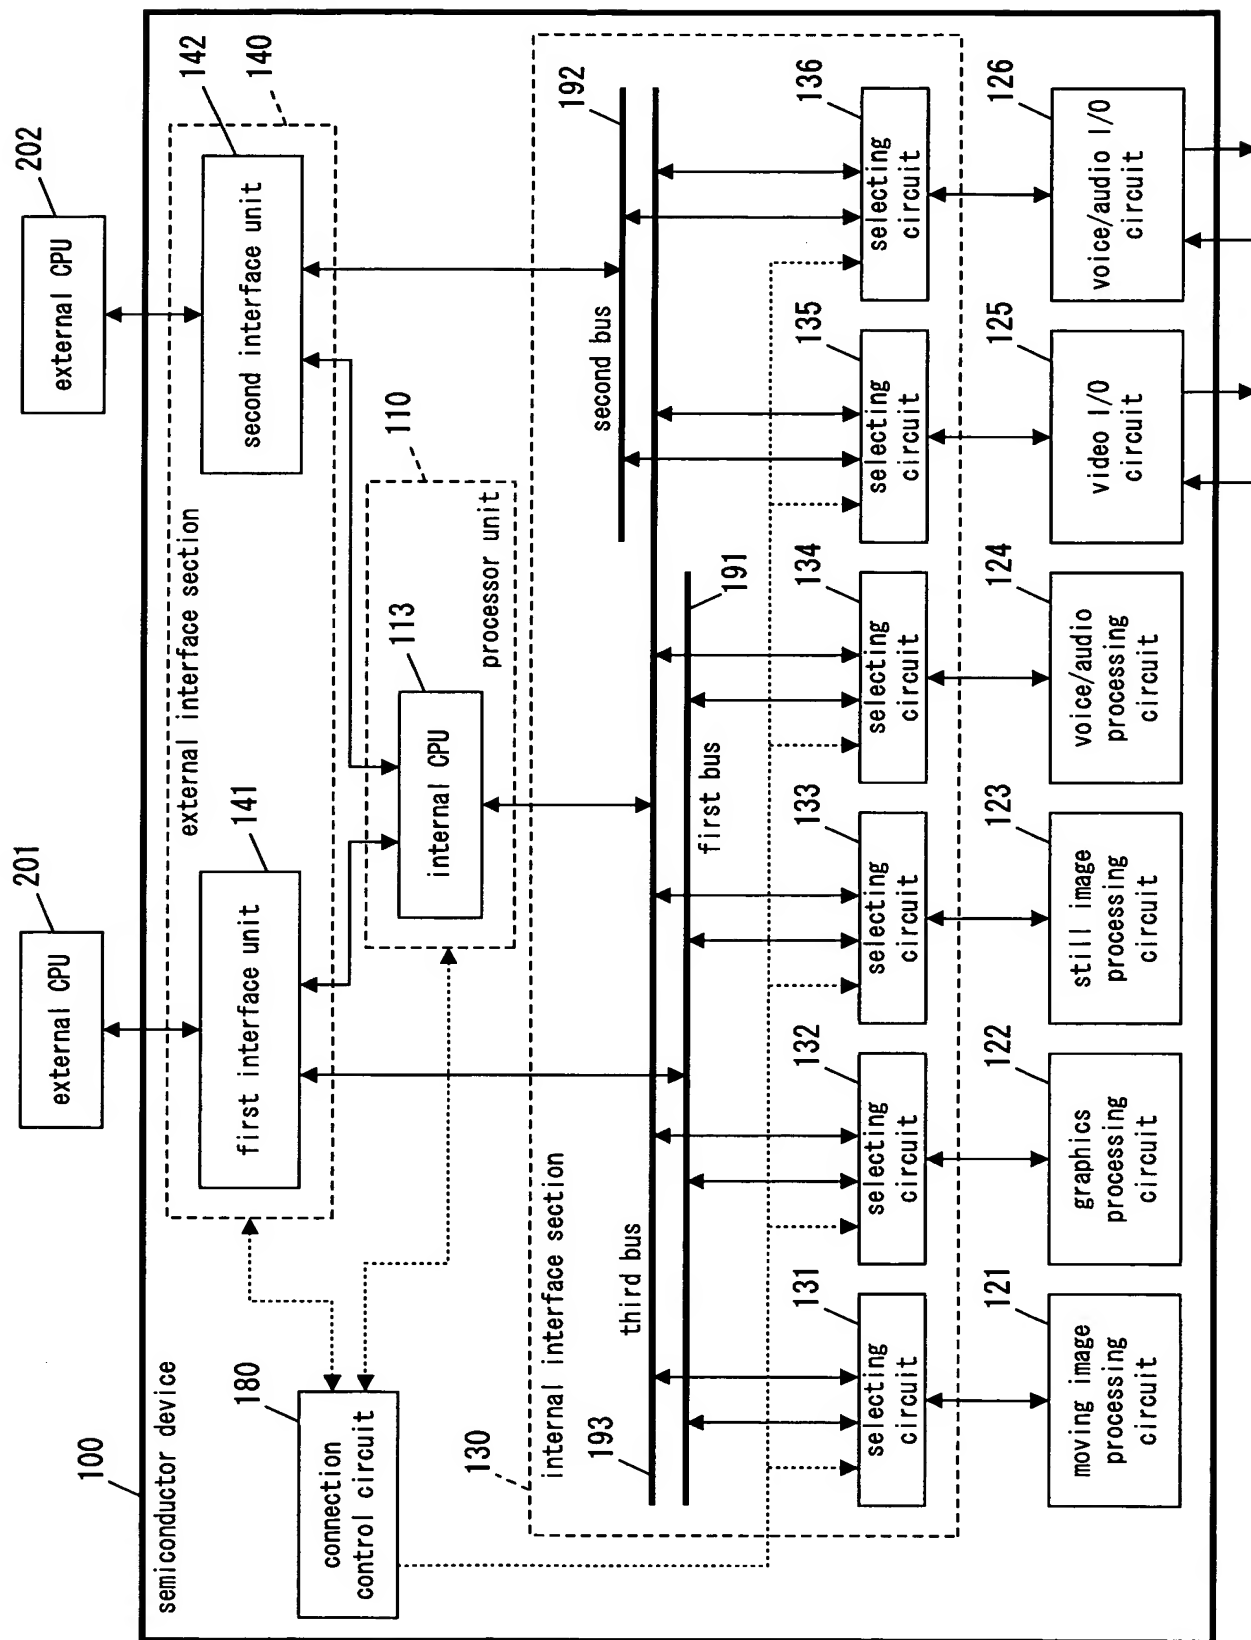 201
external CPU
202
external CPU
100
semiconductor device
external interface section
140
141
first interface unit
142
second interface unit
180
connection
control circuit
113
internal CPU
110
processor unit
130
internal interface section
193
third bus
second bus
192
first bus
191
131
selecting
circuit
132
selecting
circuit
133
selecting
circuit
134
selecting
circuit
135
selecting
circuit
136
selecting
circuit
121
moving image
processing
circuit
122
graphics
processing
circuit
123
still image
processing
circuit
124
voice/audio
processing
circuit
125
video I/O
circuit
126
voice/audio I/O
circuit